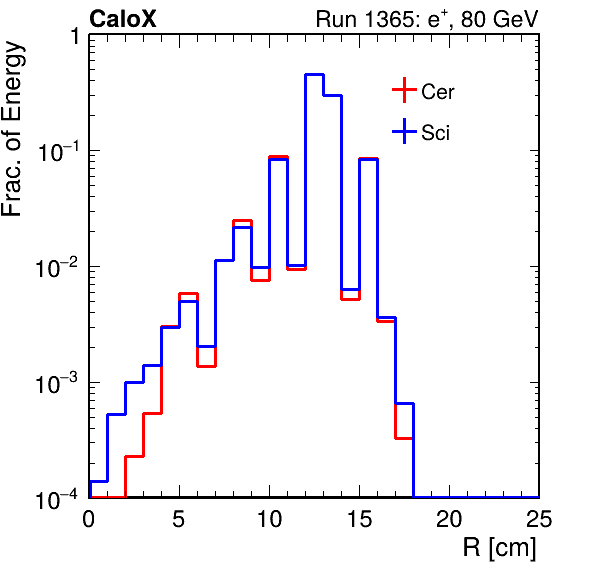 CaloX Run 1365: e⁺, 80 GeV
Frac. of Energy
1
10⁻¹
10⁻²
10⁻³
10⁻⁴
Cer
Sci
0 5 10 15 20 25
R [cm]